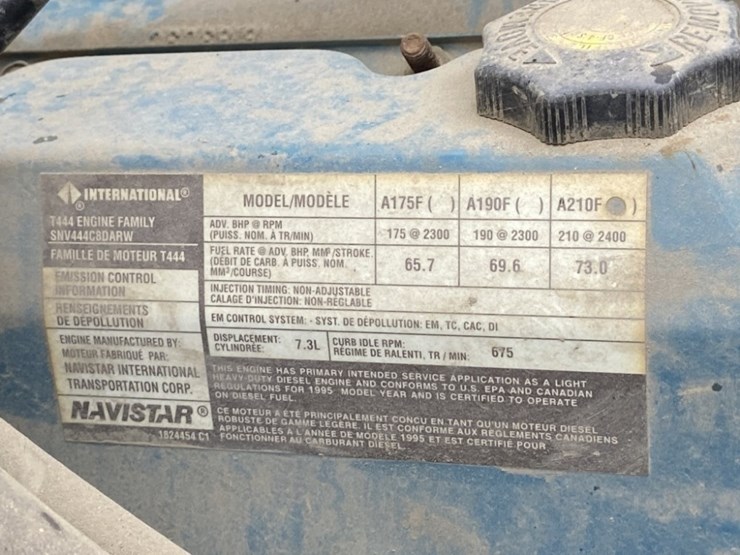 INTERNATIONAL®
T444 ENGINE FAMILY
SNV444C8DARW
FAMILLE DE MOTEUR T444
EMISSION CONTROL
INFORMATION
RENSEIGNEMENTS
DE DÉPOLLUTION
ENGINE MANUFACTURED BY:
MOTEUR FABRIQUÉ PAR:
NAVISTAR INTERNATIONAL
TRANSPORTATION CORP.
NAVISTAR®
1824454 C1
MODEL/MODÈLE A175F ( ) A190F ( ) A210F ( )
ADV. BHP @ RPM
(PUISS. NOM. À TR/MIN) 175 @ 2300 190 @ 2300 210 @ 2400
FUEL RATE @ ADV. BHP, MM³/STROKE
(DÉBIT DE CARB. À PUISS. NOM.
MM³/COURSE) 65.7 69.6 73.0
INJECTION TIMING: NON-ADJUSTABLE
CALAGE D'INJECTION: NON-RÉGLABLE
EM CONTROL SYSTEM: - SYST. DE DÉPOLLUTION: EM, TC, CAC, DI
DISPLACEMENT:
CYLINDRÉE: 7.3L
CURB IDLE RPM:
RÉGIME DE RALENTI, TR / MIN: 675
THIS ENGINE HAS PRIMARY INTENDED SERVICE APPLICATION AS A LIGHT
HEAVY-DUTY DIESEL ENGINE AND CONFORMS TO U.S. EPA AND CANADIAN
REGULATIONS FOR 1995 MODEL YEAR AND IS CERTIFIED TO OPERATE
ON DIESEL FUEL.
CE MOTEUR A ÉTÉ PRINCIPALEMENT CONÇU EN TANT QU'UN MOTEUR DIESEL
ROBUSTE DE GAMME LÉGÈRE. IL EST CONFORME AUX RÈGLEMENTS CANADIENS
APPLICABLES À L'ANNÉE DE MODÈLE 1995 ET EST CERTIFIÉ POUR
FONCTIONNER AU CARBURANT DIESEL.